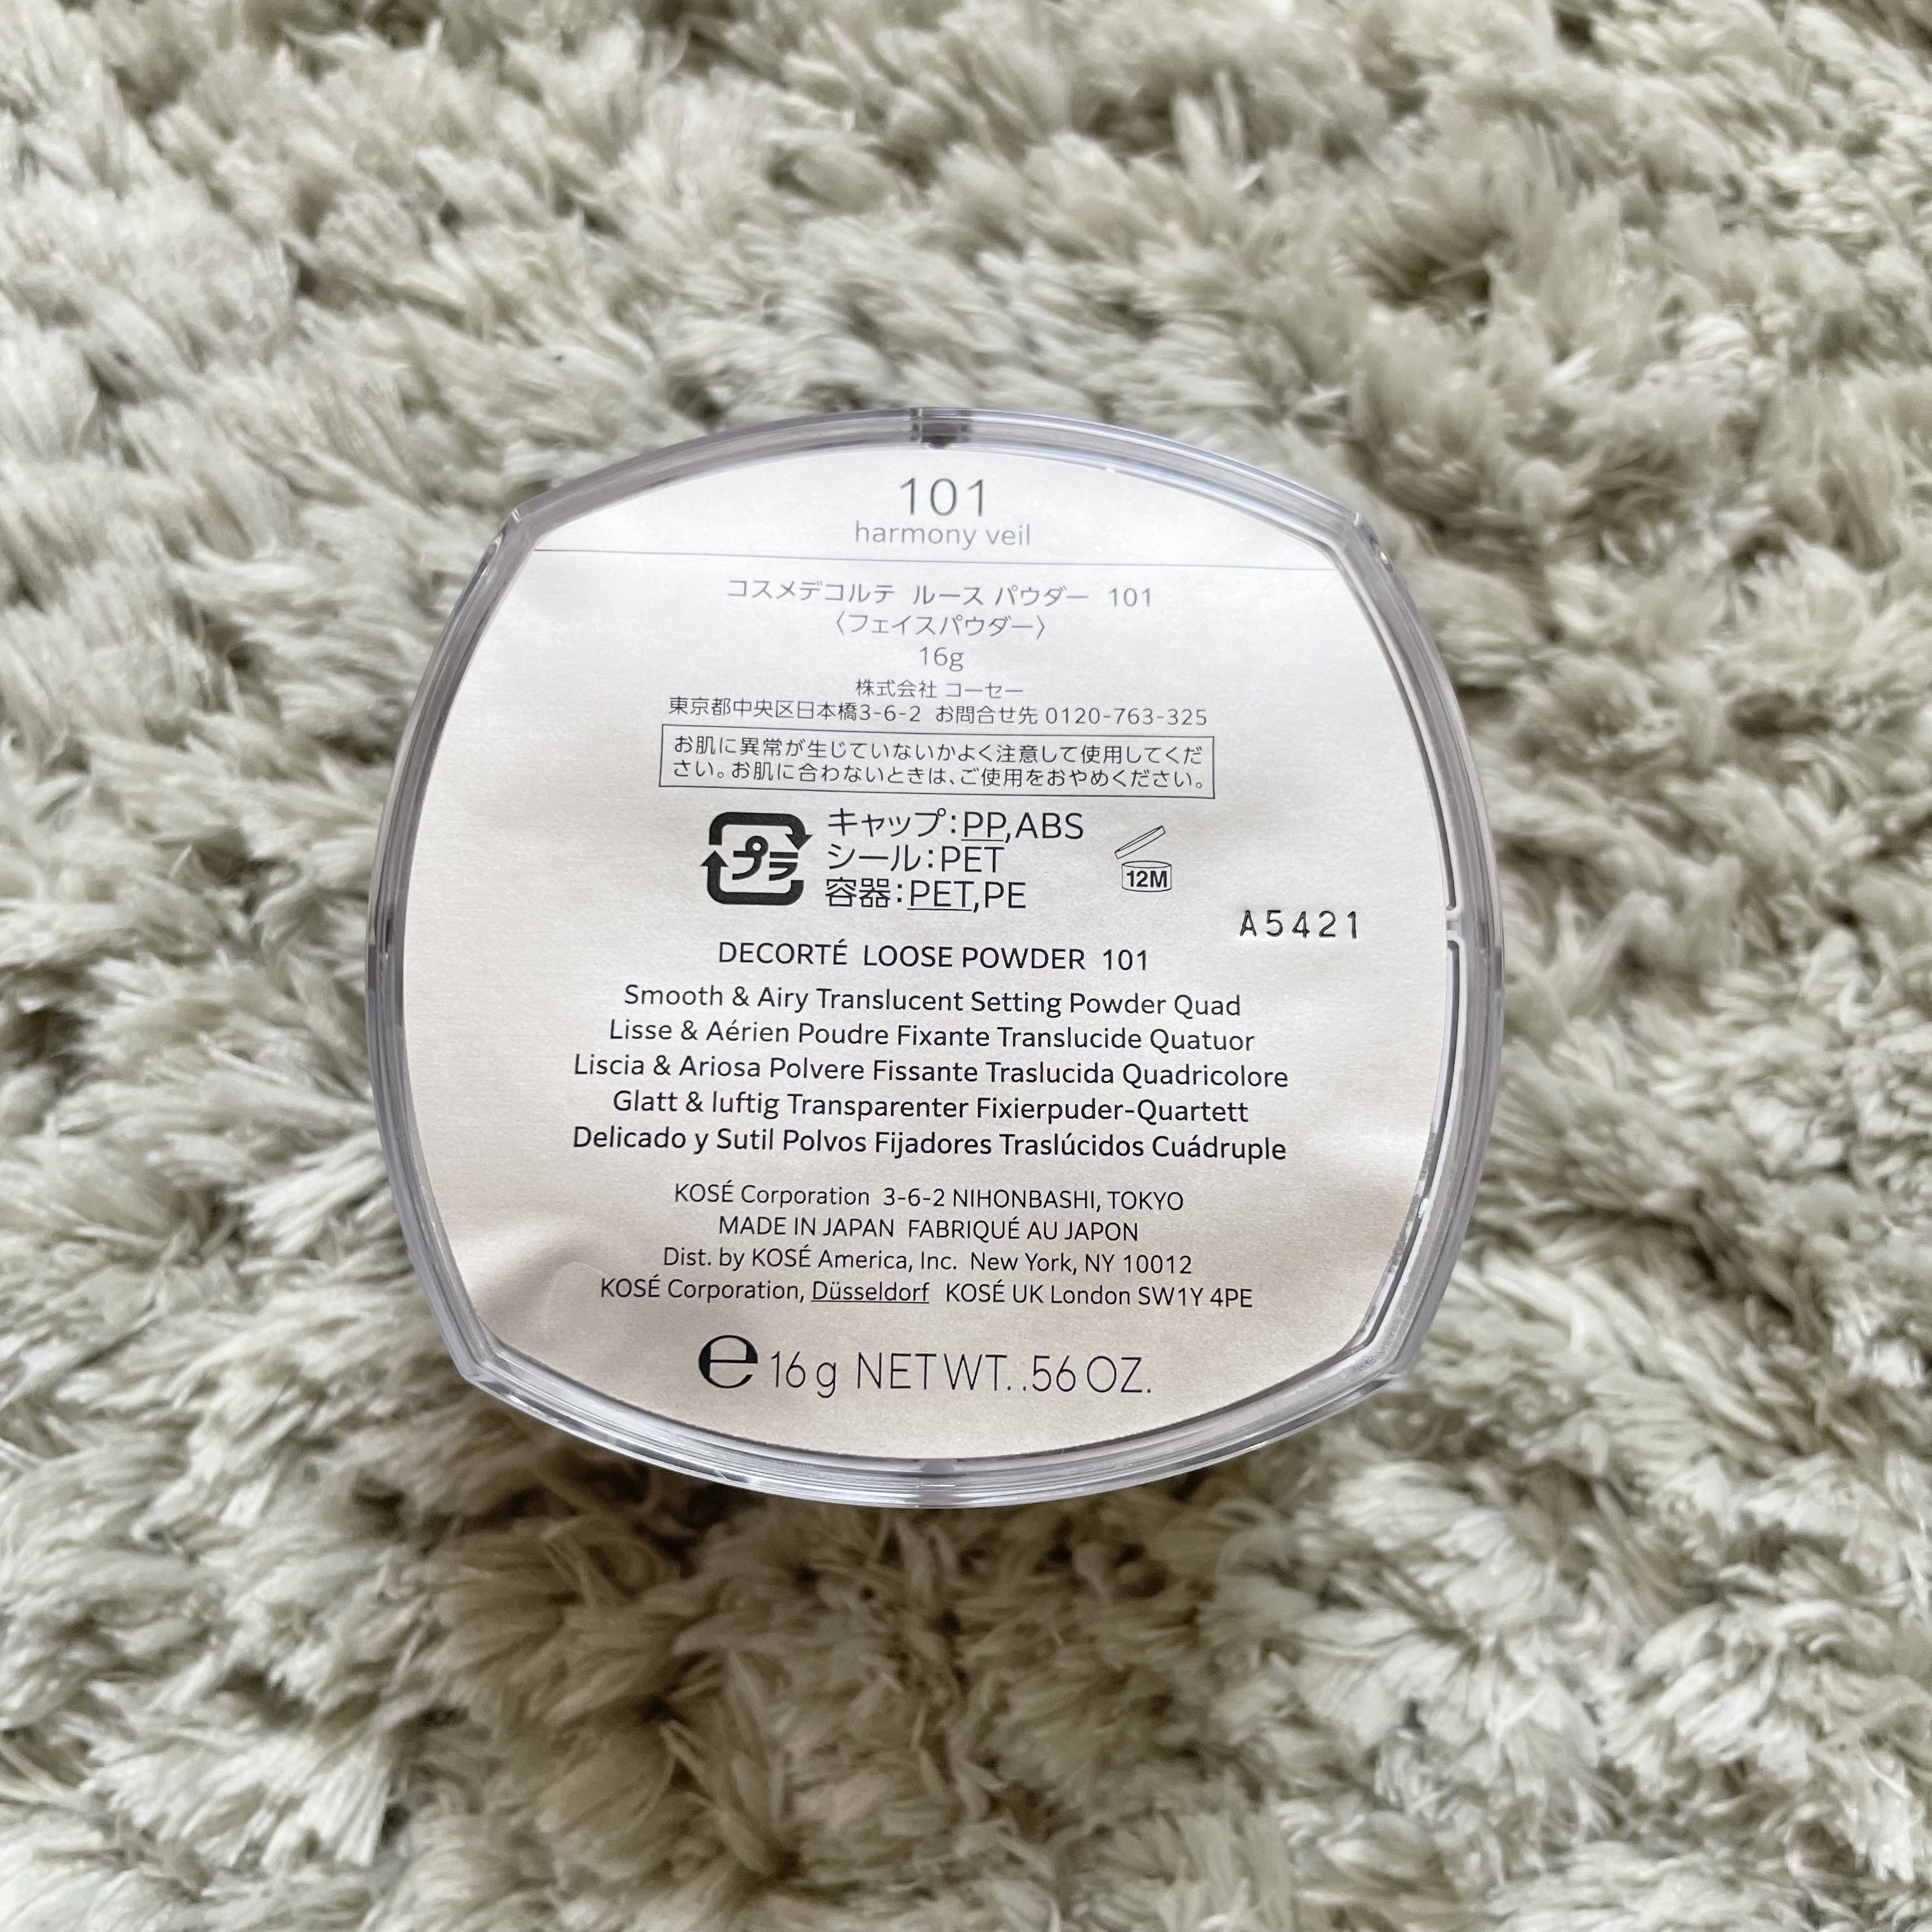 101
harmony veil
コスメデコルテ ルース パウダー 101
〈フェイスパウダー〉
16g
株式会社 コーセー
東京都中央区日本橋3-6-2 お問合せ先 0120-763-325
お肌に異常が生じていないかよく注意して使用してくだ
さい。お肌に合わないときは、ご使用をおやめください。
プラ
キャップ:PP,ABS
シール:PET
容器:PET,PE
12M
A5421
DECORTÉ LOOSE POWDER 101
Smooth & Airy Translucent Setting Powder Quad
Lisse & Aérien Poudre Fixante Translucide Quatuor
Liscia & Ariosa Polvere Fissante Traslucida Quadricolore
Glatt & luftig Transparenter Fixierpuder-Quartett
Delicado y Sutil Polvos Fijadores Traslúcidos Cuádruple
KOSÉ Corporation 3-6-2 NIHONBASHI, TOKYO
MADE IN JAPAN FABRIQUÉ AU JAPON
Dist. by KOSÉ America, Inc. New York, NY 10012
KOSÉ Corporation, Düsseldorf KOSÉ UK London SW1Y 4PE
e 16g NET WT. .56 OZ.